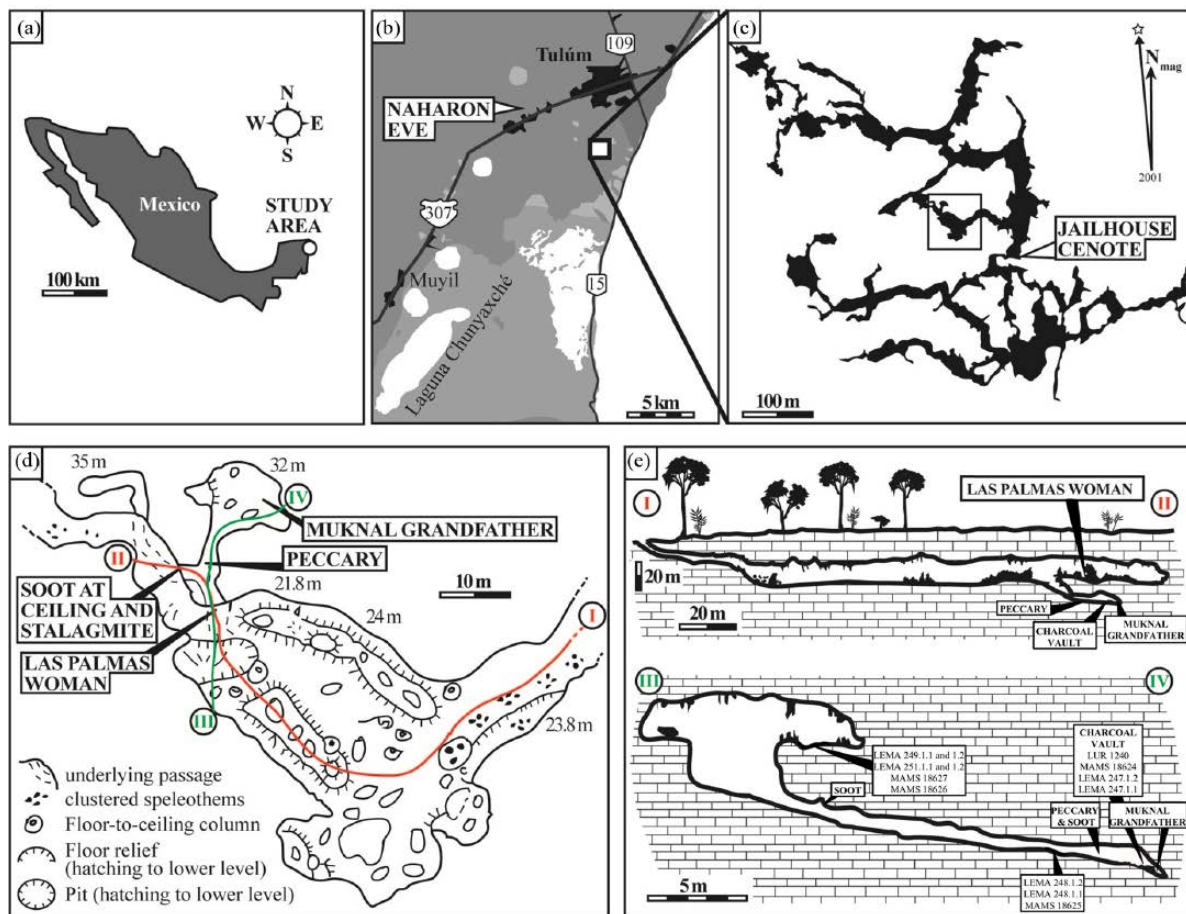 (a)
N
W E
S
Mexico
STUDY
AREA
100 km
(b)
109
Tulúm
NAHARON
EVE
307
Muyil
Laguna Chunyaxché
15
5 km
(c)
N mag
2001
JAILHOUSE
CENOTE
100 m
(d)
35 m
32 m
IV
MUKNAL GRANDFATHER
II
PECCARY
21.8 m
10 m
SOOT AT
CEILING AND
STALAGMITE
24 m
I
LAS PALMAS
WOMAN
III
23.8 m
underlying passage
clustered speleothems
Floor-to-ceiling column
Floor relief
(hatching to lower level)
Pit (hatching to lower level)
(e)
I
LAS PALMAS WOMAN
II
20 m
20 m
PECCARY
CHARCOAL
VAULT
MUKNAL
GRANDFATHER
III
IV
LEMA 249.1.1 and 1.2
LEMA 251.1.1 and 1.2
MAMS 18627
MAMS 18626
CHARCOAL
VAULT
LUR 1240
MAMS 18624
LEMA 247.1.2
LEMA 247.1.1
SOOT
PECCARY
& SOOT
MUKNAL
GRANDFATHER
LEMA 248.1.2
LEMA 248.1.1
MAMS 18625
5 m